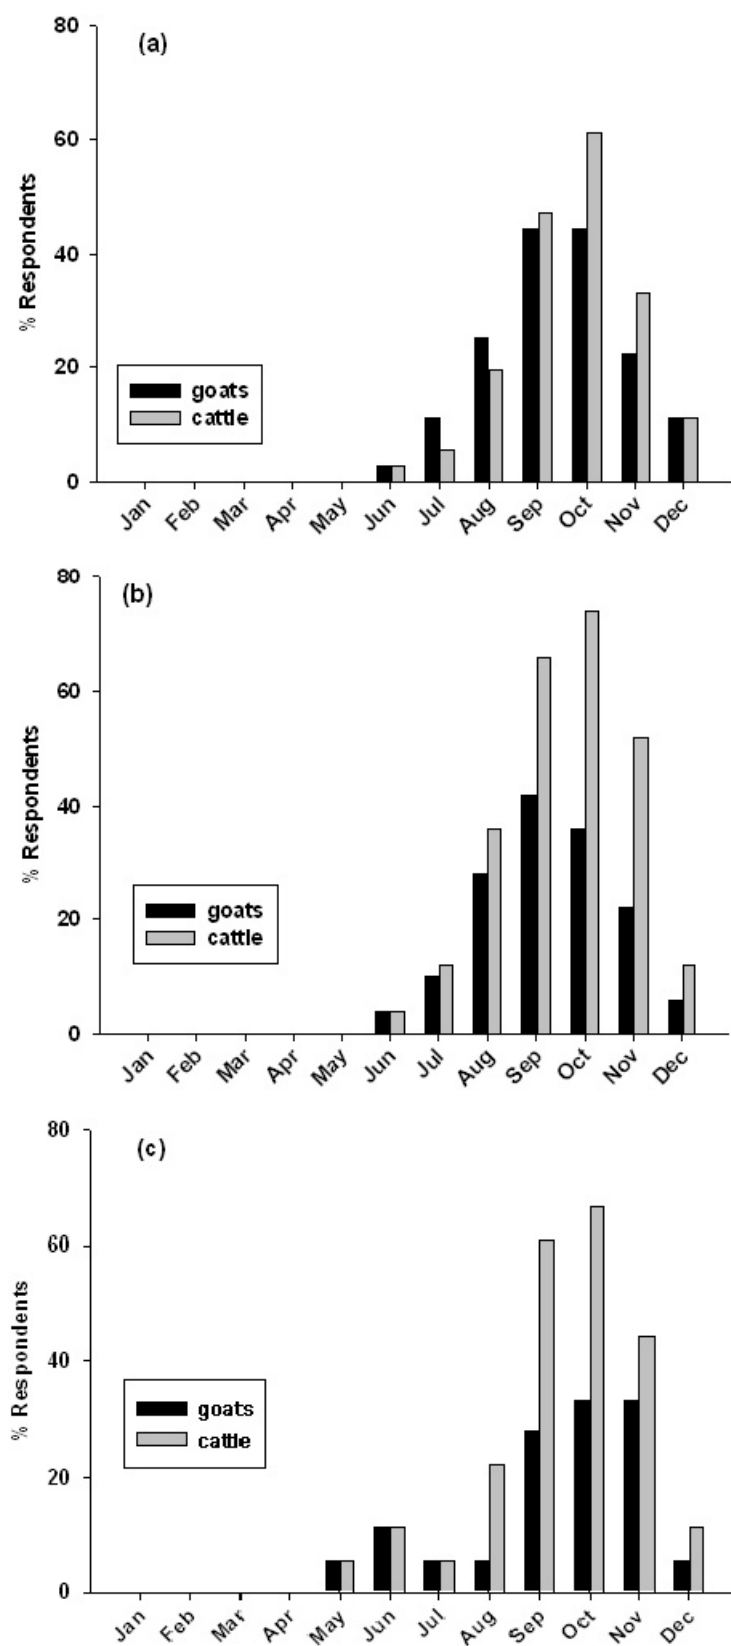 (a)
% Respondents
80
60
40
20
0
goats
cattle
Jan Feb Mar Apr May Jun Jul Aug Sep Oct Nov Dec
(b)
% Respondents
80
60
40
20
0
goats
cattle
Jan Feb Mar Apr May Jun Jul Aug Sep Oct Nov Dec
(c)
% Respondents
80
60
40
20
0
goats
cattle
Jan Feb Mar Apr May Jun Jul Aug Sep Oct Nov Dec